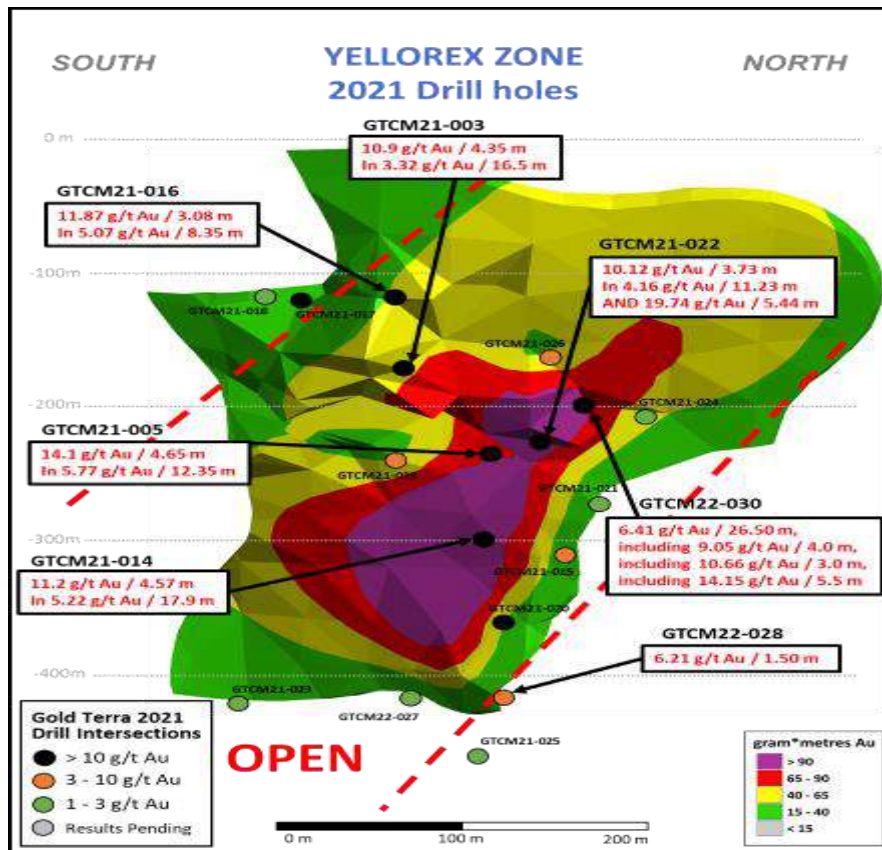 SOUTH
YELLOREX ZONE
NORTH
2021 Drill holes
0 m
GTCM21-003
10.9 g/t Au / 4.35 m
In 3.32 g/t Au / 16.5 m
GTCM21-016
11.87 g/t Au / 3.08 m
In 5.07 g/t Au / 8.35 m
GTCM21-022
10.12 g/t Au / 3.73 m
In 4.16 g/t Au / 11.23 m
AND 19.74 g/t Au / 5.44 m
-100m
GTCM21-018
GTCM21-017
GTCM21-026
-200m
GTCM21-024
GTCM21-005
14.1 g/t Au / 4.65 m
In 5.77 g/t Au / 12.35 m
GTCM21-021
GTCM22-030
6.41 g/t Au / 26.50 m,
including 9.05 g/t Au / 4.0 m,
including 10.66 g/t Au / 3.0 m,
including 14.15 g/t Au / 5.5 m
-300m
GTCM21-014
11.2 g/t Au / 4.57 m
In 5.22 g/t Au / 17.9 m
GTCM21-020
GTCM22-028
6.21 g/t Au / 1.50 m
-400m
GTCM21-023
GTCM22-027
GTCM21-025
OPEN
Gold Terra 2021
Drill Intersections
> 10 g/t Au
3 - 10 g/t Au
1 - 3 g/t Au
Results Pending
0 m
100 m
200 m
gram*metres Au
> 90
65 - 90
40 - 65
15 - 40
< 15